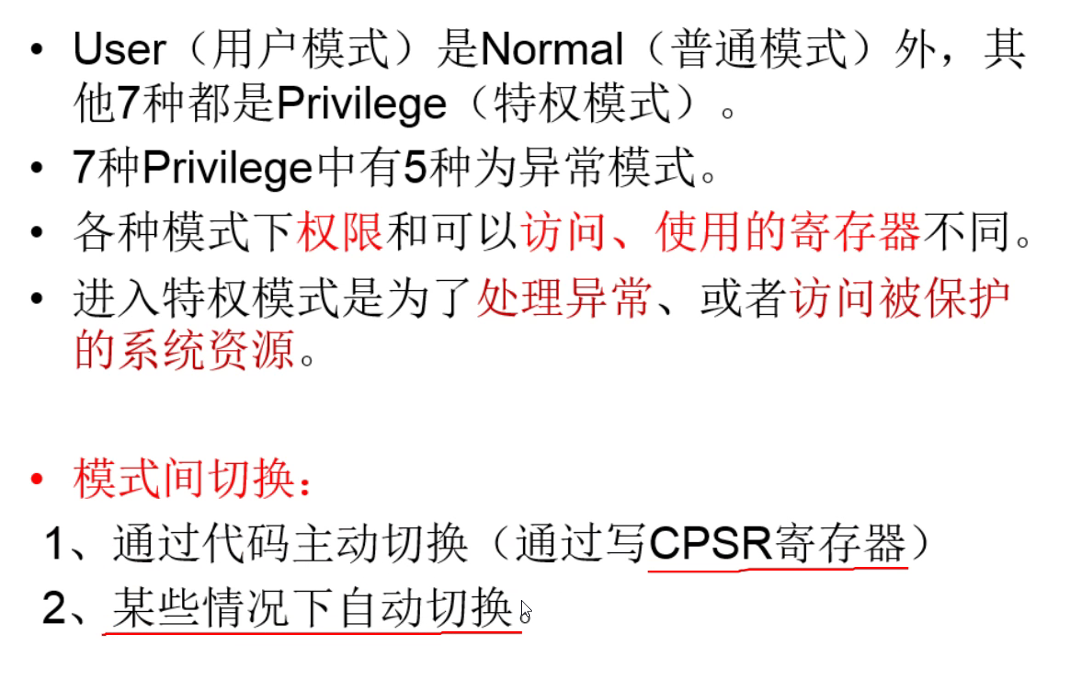 • User（用户模式）是Normal（普通模式）外，其
他7种都是Privilege（特权模式）。
• 7种Privilege中有5种为异常模式。
• 各种模式下权限和可以访问、使用的寄存器不同。
• 进入特权模式是为了处理异常、或者访问被保护
的系统资源。
• 模式间切换：
1、通过代码主动切换（通过写CPSR寄存器）
2、某些情况下自动切换。